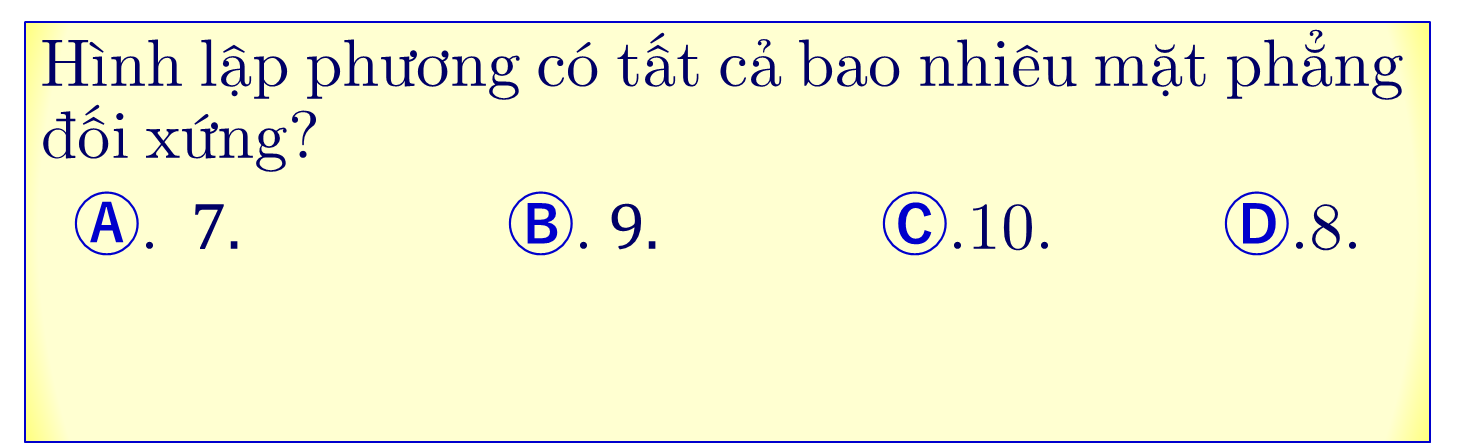 Hình lập phương có tất cả bao nhiêu mặt phẳng
đối xứng?
Ⓐ. 7. Ⓑ. 9. Ⓒ.10. Ⓓ.8.